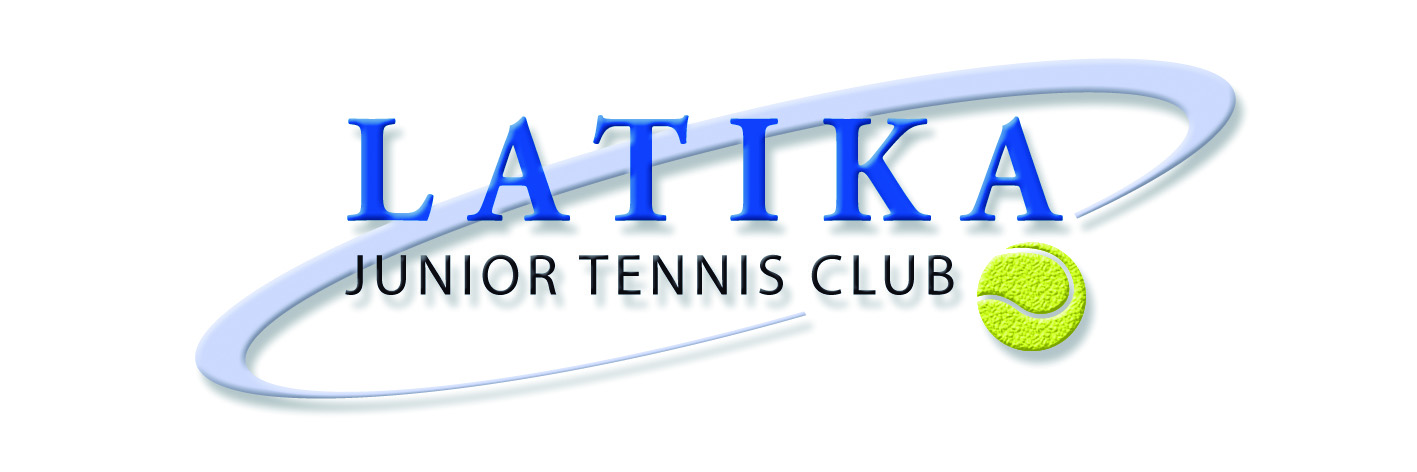 LATIKA
JUNIOR TENNIS CLUB